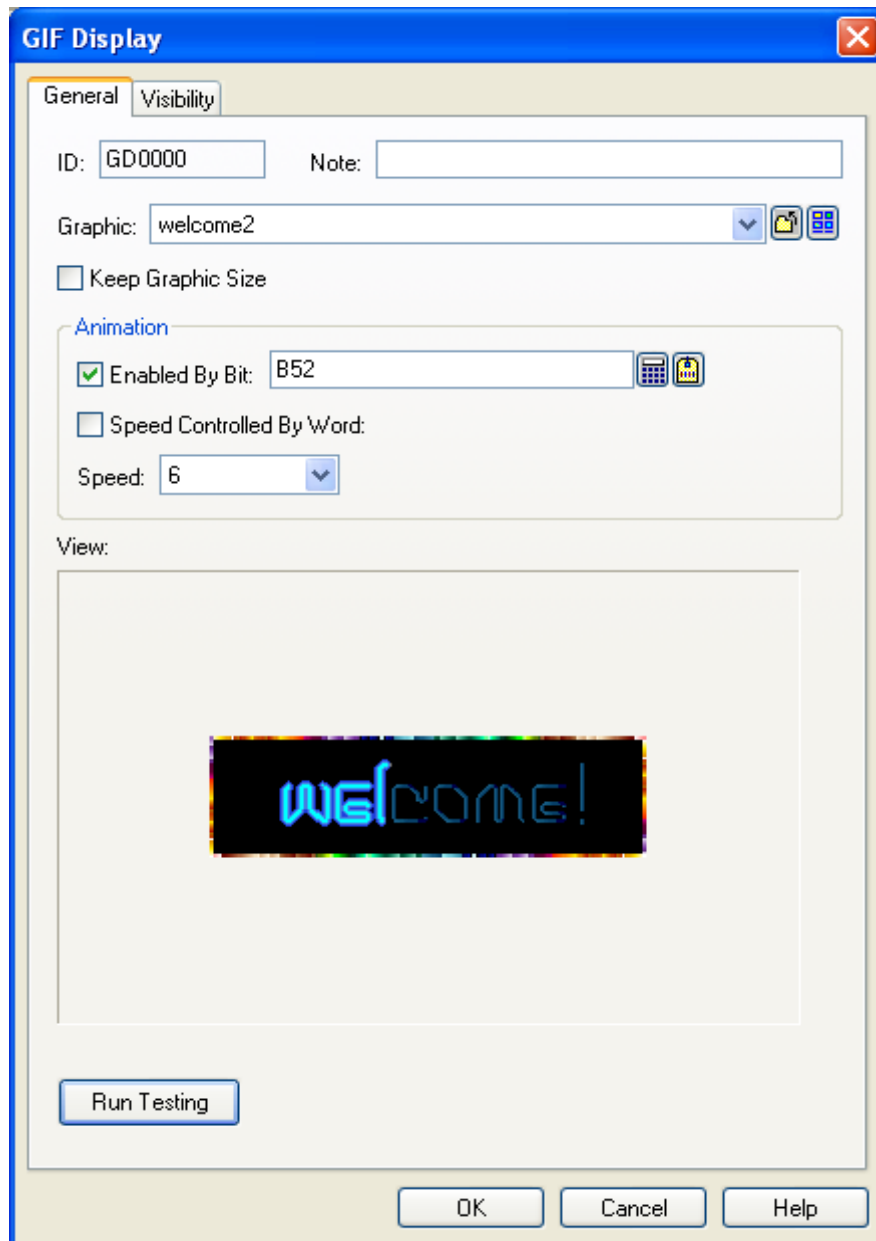 GIF Display
General Visibility
ID: GD0000 Note:
Graphic: welcome2
Keep Graphic Size
Animation
Enabled By Bit: B52
Speed Controlled By Word:
Speed: 6
View:
welcome!
Run Testing
OK Cancel Help